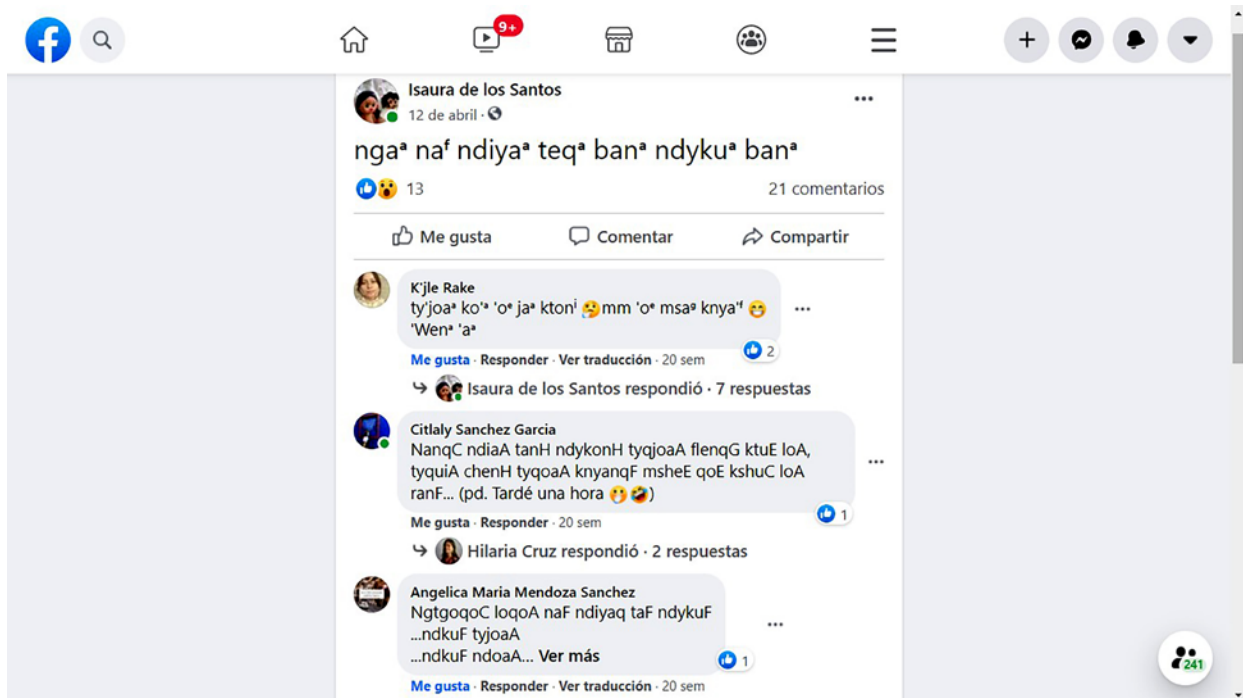 9+
Isaura de los Santos
12 de abril ·
ngaᵃ naᶠ ndiyaᵃ teqᵃ banᵃ ndykuᵃ banᵃ
13 21 comentarios
Me gusta Comentar Compartir
K'jle Rake
ty'joaᵃ ko'ᵃ 'oᵉ jaᵃ ktonⁱ 🤔mm 'oᵉ msaᵍ knya'ᶠ 😁
'Wenᵃ 'aᵃ
2
Me gusta · Responder · Ver traducción · 20 sem
Isaura de los Santos respondió · 7 respuestas
Citlaly Sanchez Garcia
NanqC ndiaA tanH ndykonH tyqjoaA flenqG ktuE loA,
tyquiA chenH tyqoaA knyanqF msheE qoE kshuC loA
ranF... (pd. Tardé una hora 🤭🤣)
1
Me gusta · Responder · 20 sem
Hilaria Cruz respondió · 2 respuestas
Angelica Maria Mendoza Sanchez
NgtgoqoC loqoA naF ndiyaq taF ndykuF
...ndkuF tyjoaA
...ndkuF ndoaA... Ver más
1
Me gusta · Responder · Ver traducción · 20 sem
241